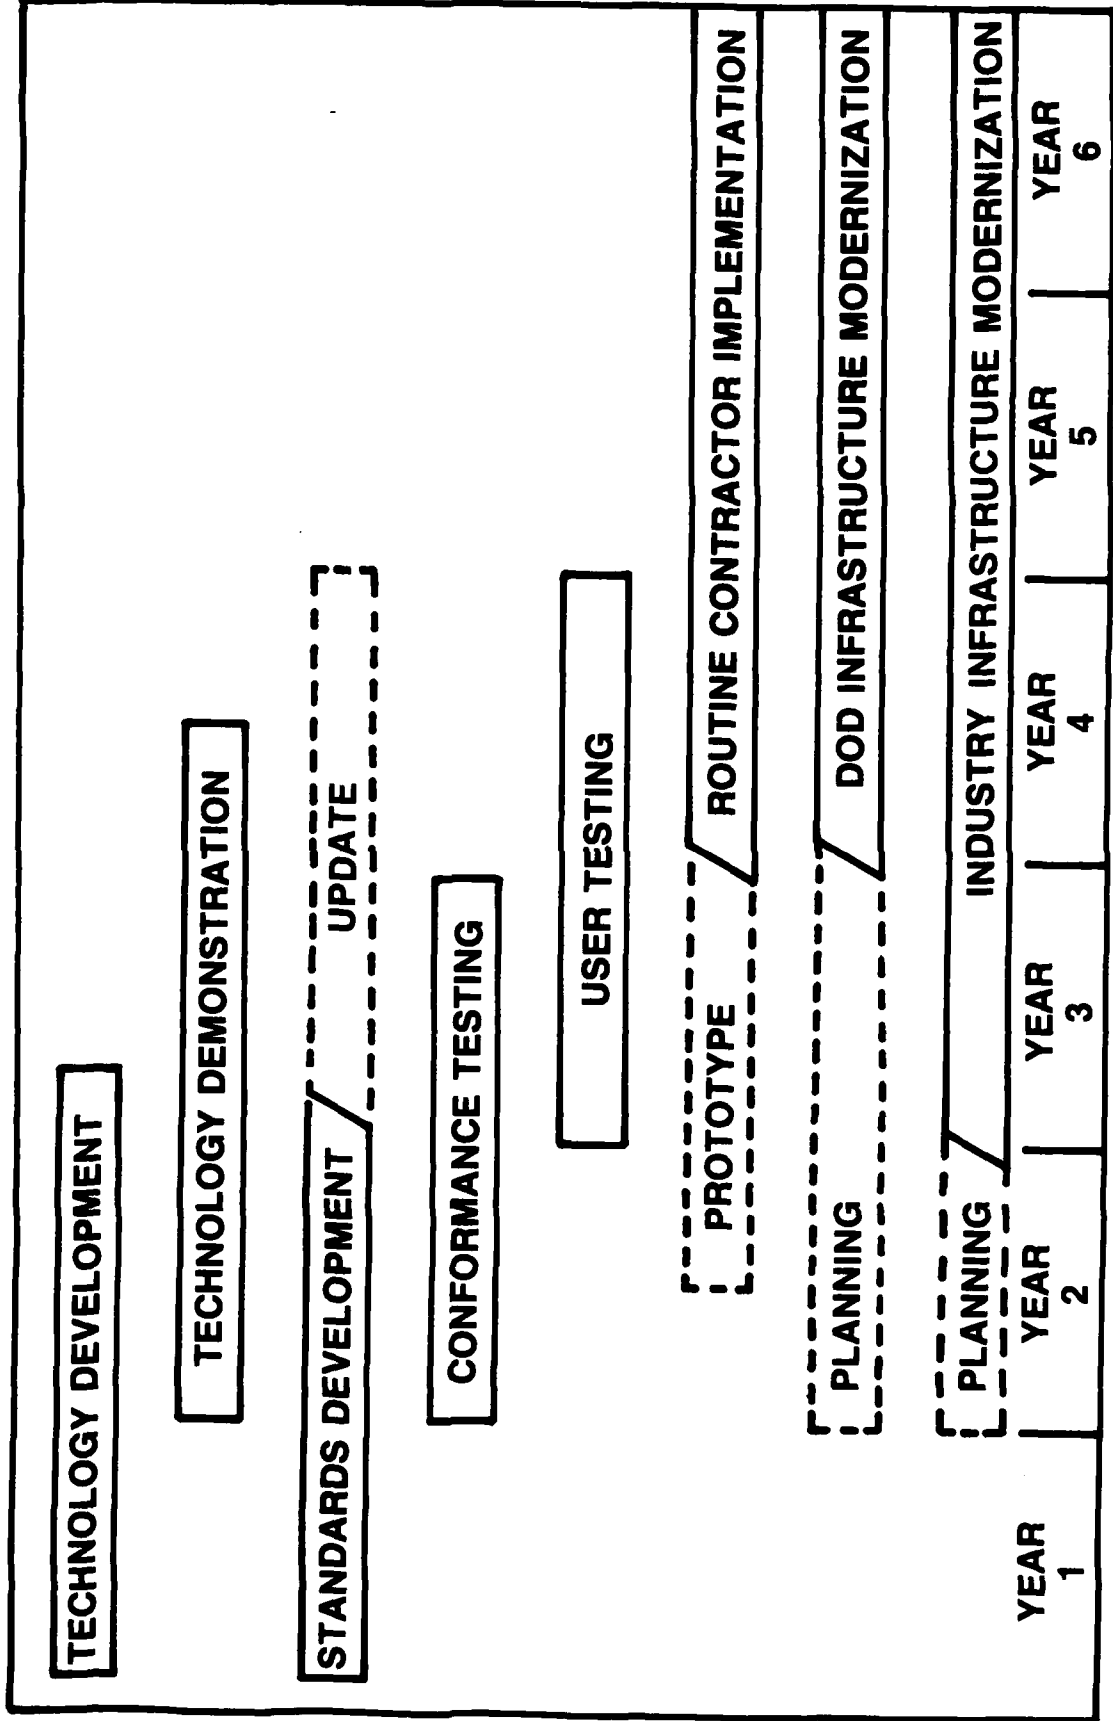 TECHNOLOGY DEVELOPMENT
TECHNOLOGY DEMONSTRATION
STANDARDS DEVELOPMENT
UPDATE
CONFORMANCE TESTING
USER TESTING
PROTOTYPE
ROUTINE CONTRACTOR IMPLEMENTATION
PLANNING
DOD INFRASTRUCTURE MODERNIZATION
PLANNING
INDUSTRY INFRASTRUCTURE MODERNIZATION
YEAR
1
YEAR
2
YEAR
3
YEAR
4
YEAR
5
YEAR
6